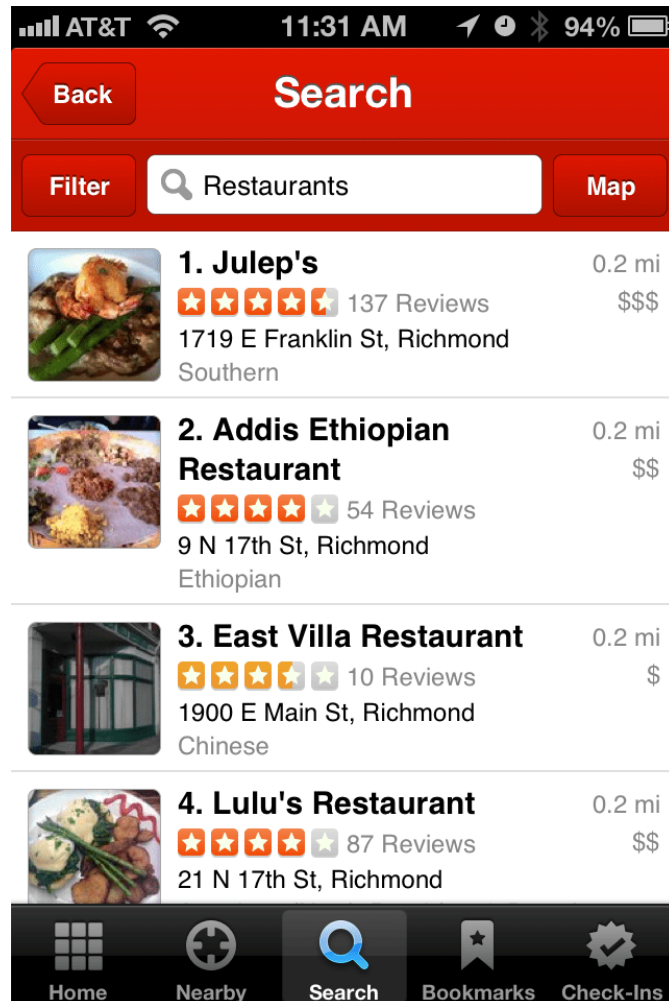 AT&T 11:31 AM 94%
Back Search
Filter Restaurants Map
1. Julep's 0.2 mi
137 Reviews $$$
1719 E Franklin St, Richmond
Southern
2. Addis Ethiopian 0.2 mi
Restaurant $$
54 Reviews
9 N 17th St, Richmond
Ethiopian
3. East Villa Restaurant 0.2 mi
10 Reviews $
1900 E Main St, Richmond
Chinese
4. Lulu's Restaurant 0.2 mi
87 Reviews $$
21 N 17th St, Richmond
Home Nearby Search Bookmarks Check-Ins